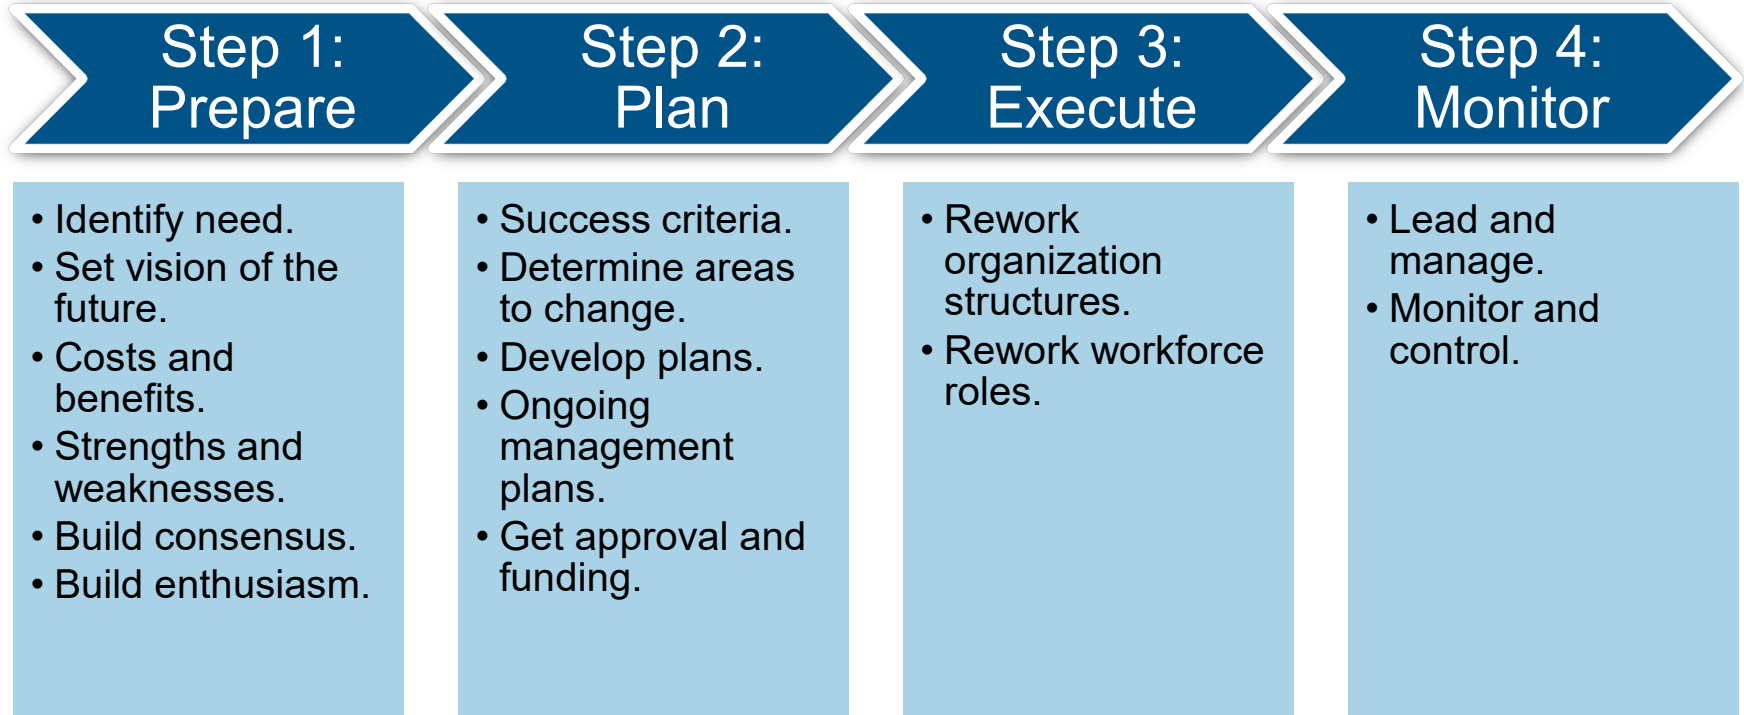 Step 1:
Prepare
Step 2:
Plan
Step 3:
Execute
Step 4:
Monitor
• Identify need.
• Set vision of the
future.
• Costs and
benefits.
• Strengths and
weaknesses.
• Build consensus.
• Build enthusiasm.
• Success criteria.
• Determine areas
to change.
• Develop plans.
• Ongoing
management
plans.
• Get approval and
funding.
• Rework
organization
structures.
• Rework workforce
roles.
• Lead and
manage.
• Monitor and
control.